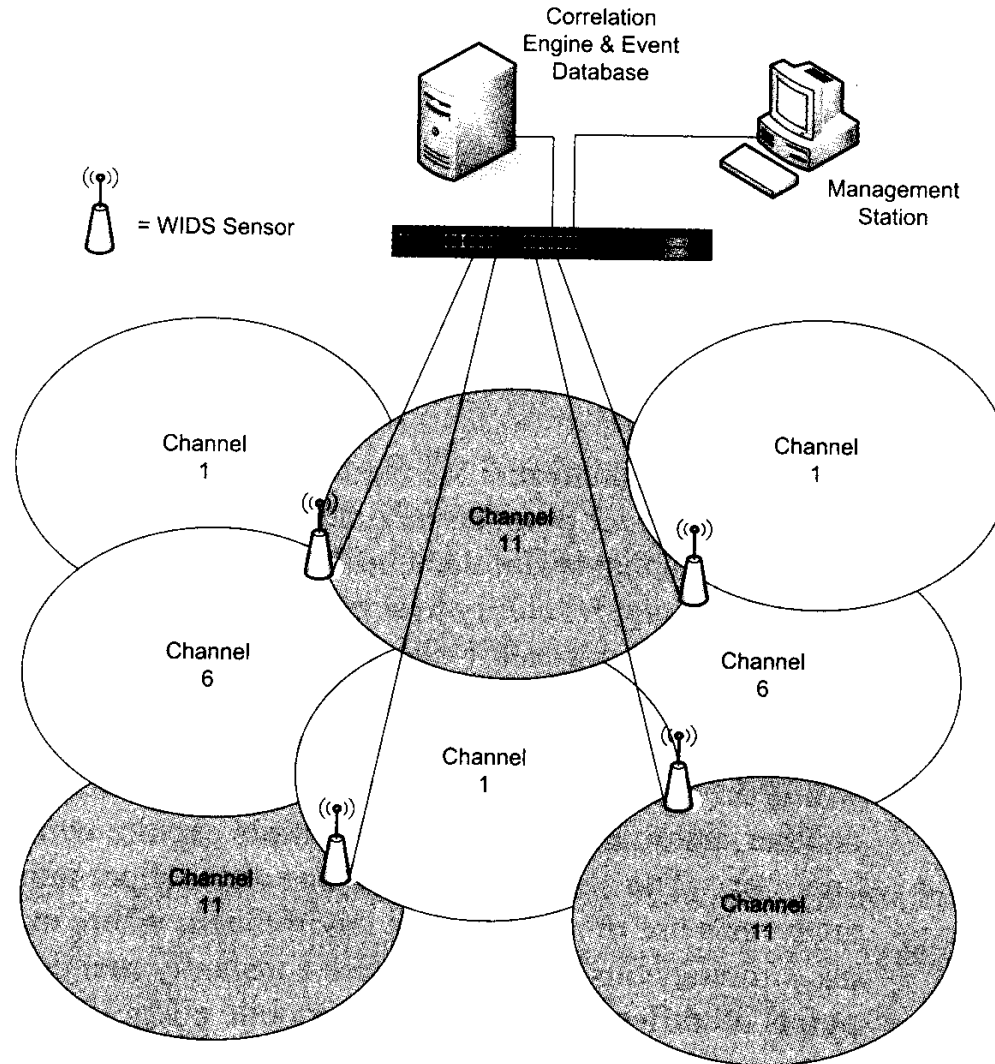 Correlation
Engine & Event
Database
Management
Station
= WIDS Sensor
Channel
1
Channel
11
Channel
1
Channel
6
Channel
6
Channel
1
Channel
11
Channel
11